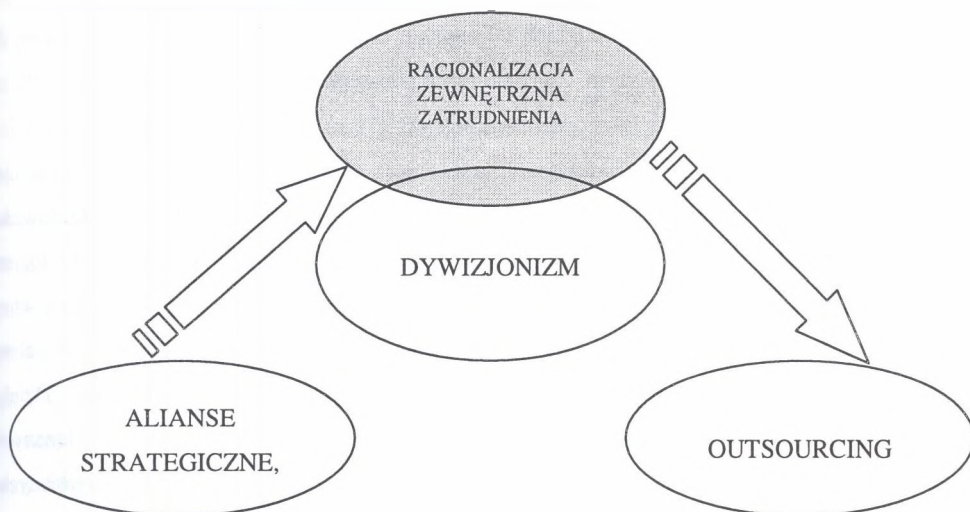 RACJONALIZACJA
ZEWNĘTRZNA
ZATRUDNIENIA
DYWIZJONIZM
ALIANSE
STRATEGICZNE,
OUTSOURCING